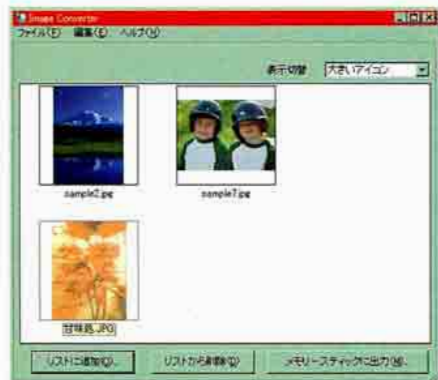 Image Converter
ファイル(F) 編集(E) ヘルプ(H)
表示切替 大きいアイコン
sample2.jpg sample7.jpg
甘味処.JPG
リストに追加(Q)... リストから削除(D) メモリースティックに出力(M)...